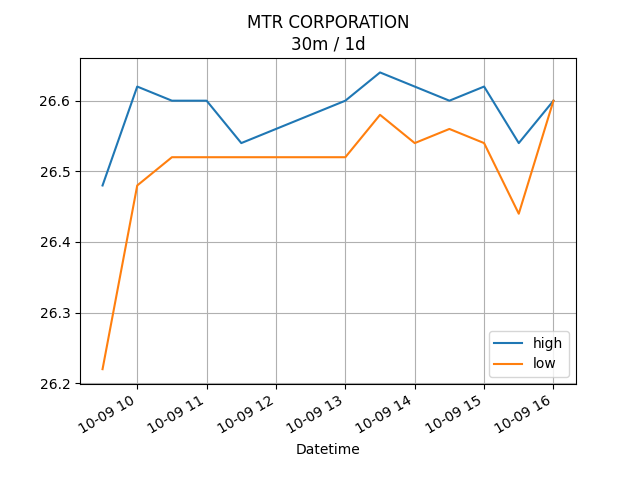 MTR CORPORATION
30m / 1d
26.6
26.5
26.4
26.3
26.2
high
low
10-09 10
10-09 11
10-09 12
10-09 13
10-09 14
10-09 15
10-09 16
Datetime